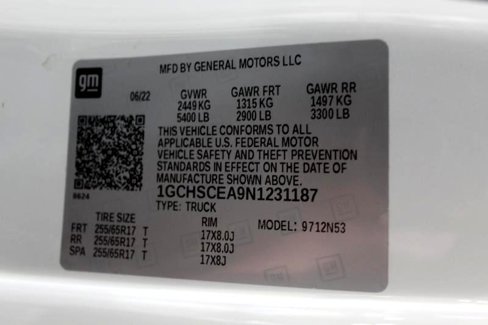 gm
MFD BY GENERAL MOTORS LLC
06/22 GVWR GAWR FRT GAWR RR
2449 KG 1315 KG 1497 KG
5400 LB 2900 LB 3300 LB
THIS VEHICLE CONFORMS TO ALL
APPLICABLE U.S. FEDERAL MOTOR
VEHICLE SAFETY AND THEFT PREVENTION
STANDARDS IN EFFECT ON THE DATE OF
MANUFACTURE SHOWN ABOVE.
6624 1GCHSCEA9N1231187
TYPE: TRUCK
TIRE SIZE RIM MODEL: 9712N53
FRT 255/65R17 T 17X8.0J
RR 255/65R17 T 17X8.0J
SPA 255/65R17 T 17X8J